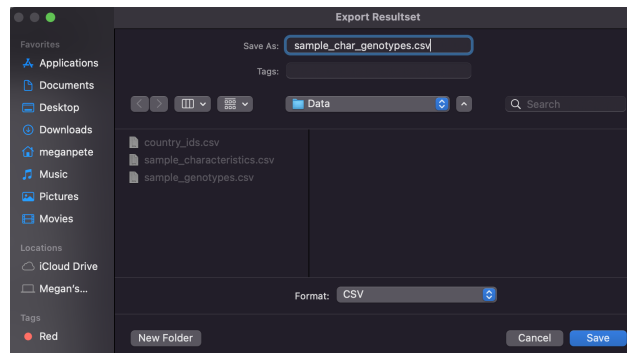 Export Resultset
Favorites
Applications
Documents
Desktop
Downloads
meganpete
Music
Pictures
Movies
Locations
iCloud Drive
Megan's...
Tags
Red
Save As: sample_char_genotypes.csv
Tags:
Data
Search
country_ids.csv
sample_characteristics.csv
sample_genotypes.csv
Format: CSV
New Folder
Cancel
Save